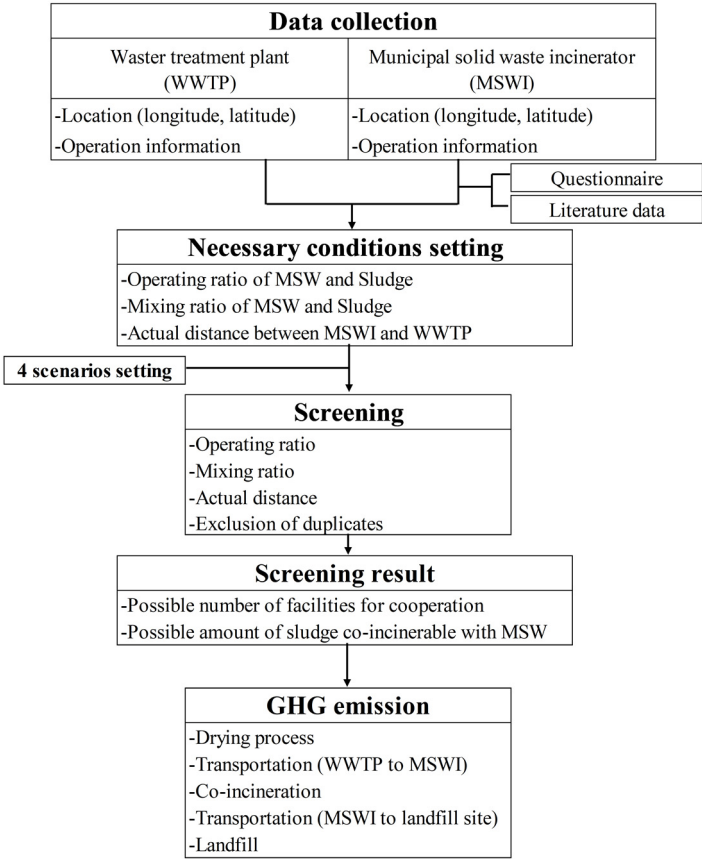 Data collection
Waster treatment plant
(WWTP)
Municipal solid waste incinerator
(MSWI)
-Location (longitude, latitude)
-Operation information
-Location (longitude, latitude)
-Operation information
Questionnaire
Literature data
Necessary conditions setting
-Operating ratio of MSW and Sludge
-Mixing ratio of MSW and Sludge
-Actual distance between MSWI and WWTP
4 scenarios setting
Screening
-Operating ratio
-Mixing ratio
-Actual distance
-Exclusion of duplicates
Screening result
-Possible number of facilities for cooperation
-Possible amount of sludge co-incinerable with MSW
GHG emission
-Drying process
-Transportation (WWTP to MSWI)
-Co-incineration
-Transportation (MSWI to landfill site)
-Landfill